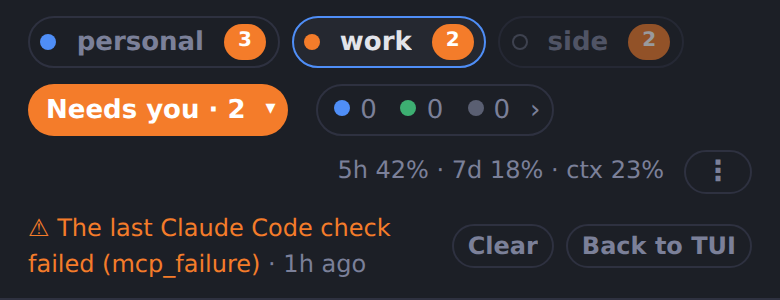 personal 3 work 2 side 2
Needs you · 2 ▾ 0 0 0 ›
5h 42% · 7d 18% · ctx 23% ⋮
⚠ The last Claude Code check
failed (mcp_failure) · 1h ago
Clear Back to TUI